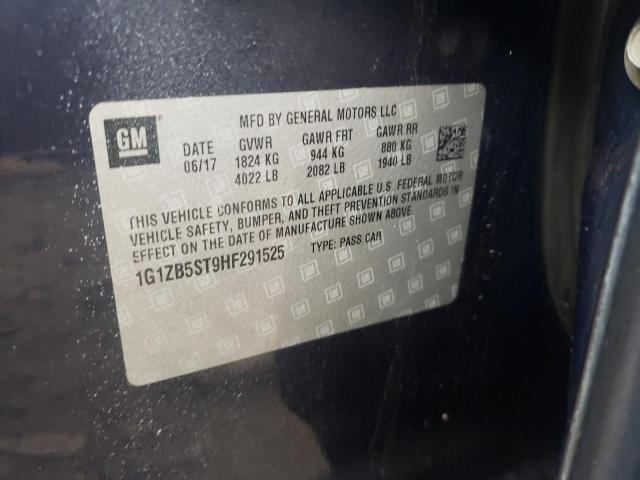 GM
MFD BY GENERAL MOTORS LLC
DATE GVWR GAWR FRT GAWR RR
06/17 1824 KG 944 KG 880 KG
4022 LB 2082 LB 1940 LB
THIS VEHICLE CONFORMS TO ALL APPLICABLE U.S. FEDERAL MOTOR
VEHICLE SAFETY, BUMPER, AND THEFT PREVENTION STANDARDS IN
EFFECT ON THE DATE OF MANUFACTURE SHOWN ABOVE.
1G1ZB5ST9HF291525 TYPE: PASS CAR